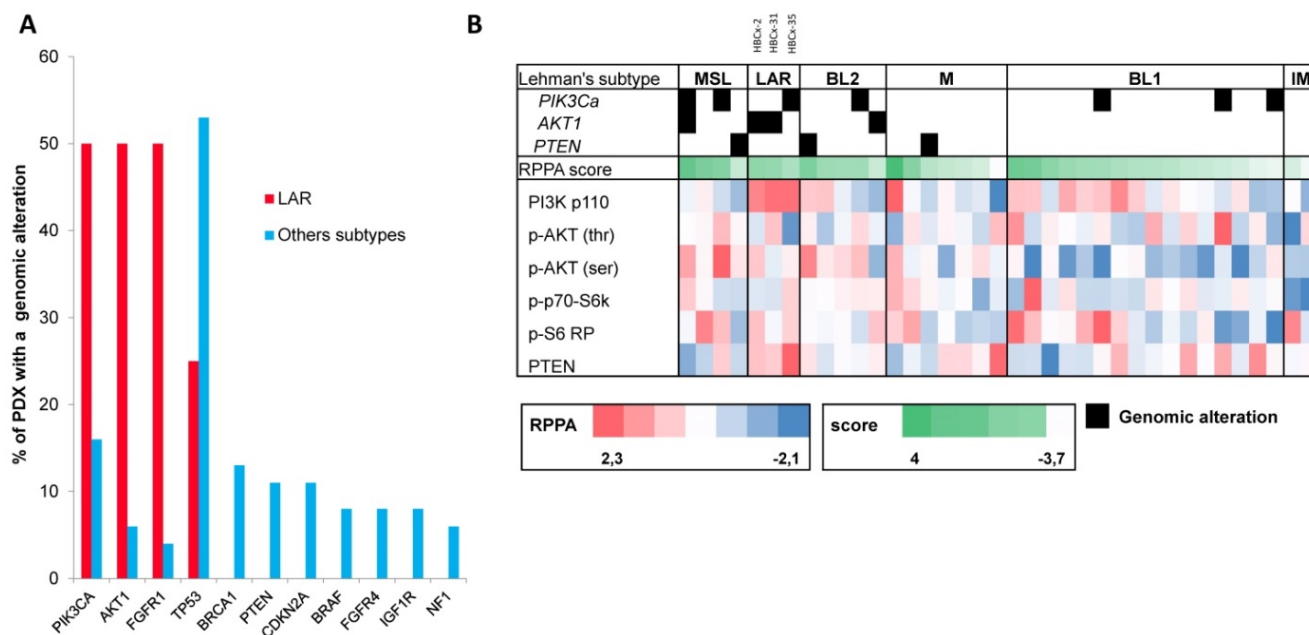 A
% of PDX with a genomic alteration
60
50
40
30
20
10
0
LAR
Others subtypes
PIK3CA
AKT1
FGFR1
TP53
BRCA1
PTEN
CDKN2A
BRAF
FGFR4
IGF1R
NF1
B
HBCx-2
HBCx-31
HBCx-35
Lehman's subtype MSL LAR BL2 M BL1 IM
PIK3Ca
AKT1
PTEN
RPPA score
PI3K p110
p-AKT (thr)
p-AKT (ser)
p-p70-S6k
p-S6 RP
PTEN
RPPA
2,3 -2,1
score
4 -3,7
Genomic alteration